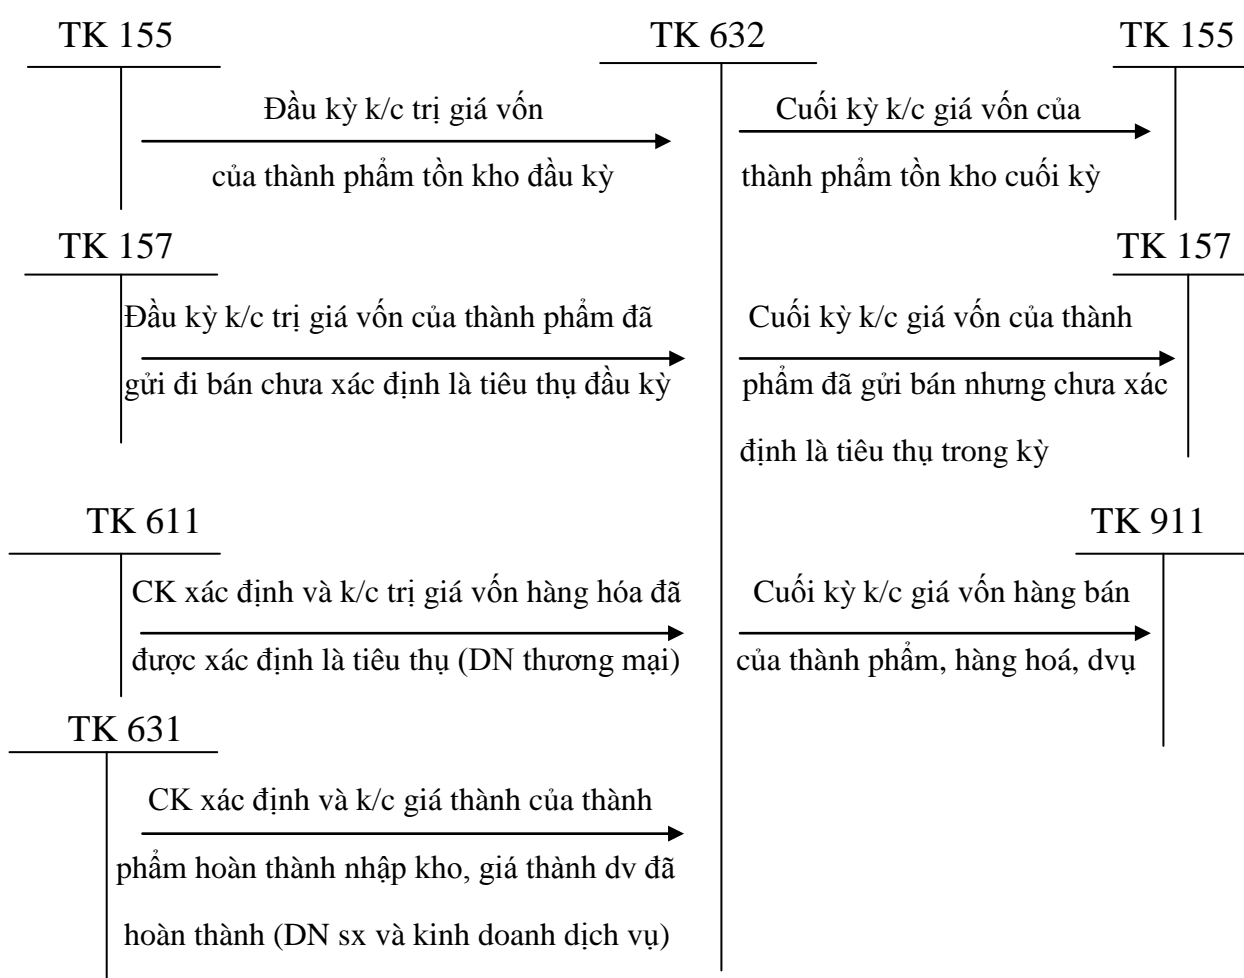 TK 155
TK 632
TK 155
Đầu kỳ k/c trị giá vốn
của thành phẩm tồn kho đầu kỳ
Cuối kỳ k/c giá vốn của
thành phẩm tồn kho cuối kỳ
TK 157
TK 157
Đầu kỳ k/c trị giá vốn của thành phẩm đã
gửi đi bán chưa xác định là tiêu thụ đầu kỳ
Cuối kỳ k/c giá vốn của thành
phẩm đã gửi bán nhưng chưa xác
định là tiêu thụ trong kỳ
TK 611
TK 911
CK xác định và k/c trị giá vốn hàng hóa đã
được xác định là tiêu thụ (DN thương mại)
Cuối kỳ k/c giá vốn hàng bán
của thành phẩm, hàng hoá, dvụ
TK 631
CK xác định và k/c giá thành của thành
phẩm hoàn thành nhập kho, giá thành dv đã
hoàn thành (DN sx và kinh doanh dịch vụ)